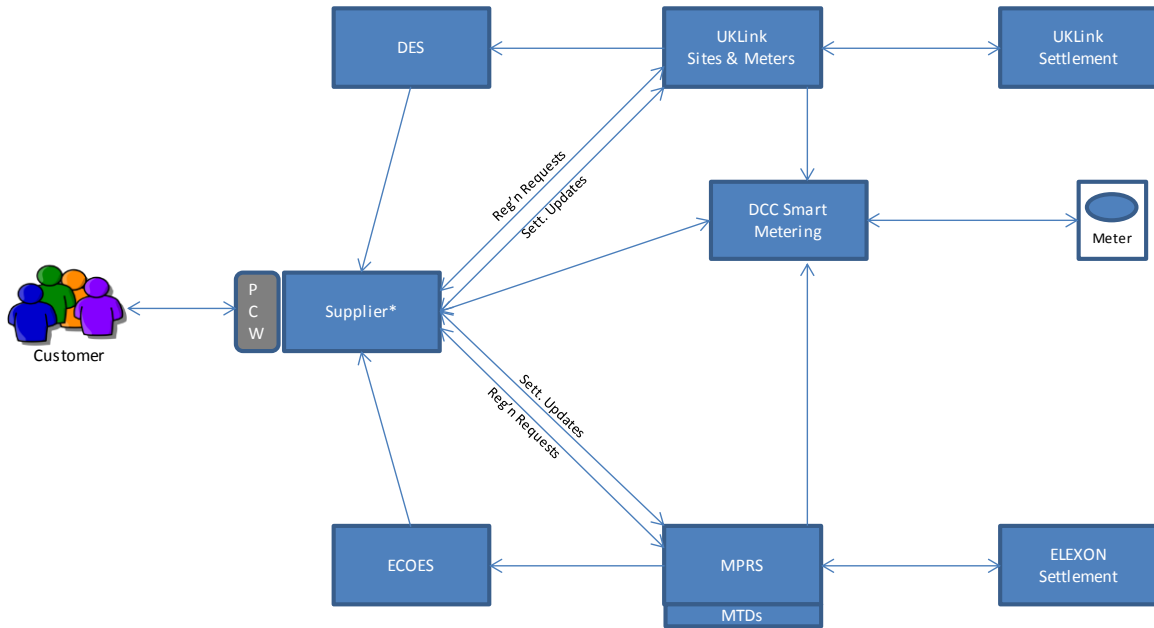 DES
UKLink
Sites & Meters
UKLink
Settlement
Reg'n Requests
Sett. Updates
DCC Smart
Metering
Meter
P
C
W
Supplier*
Customer
Sett. Updates
Reg'n Requests
ECOES
MPRS
MTDs
ELEXON
Settlement